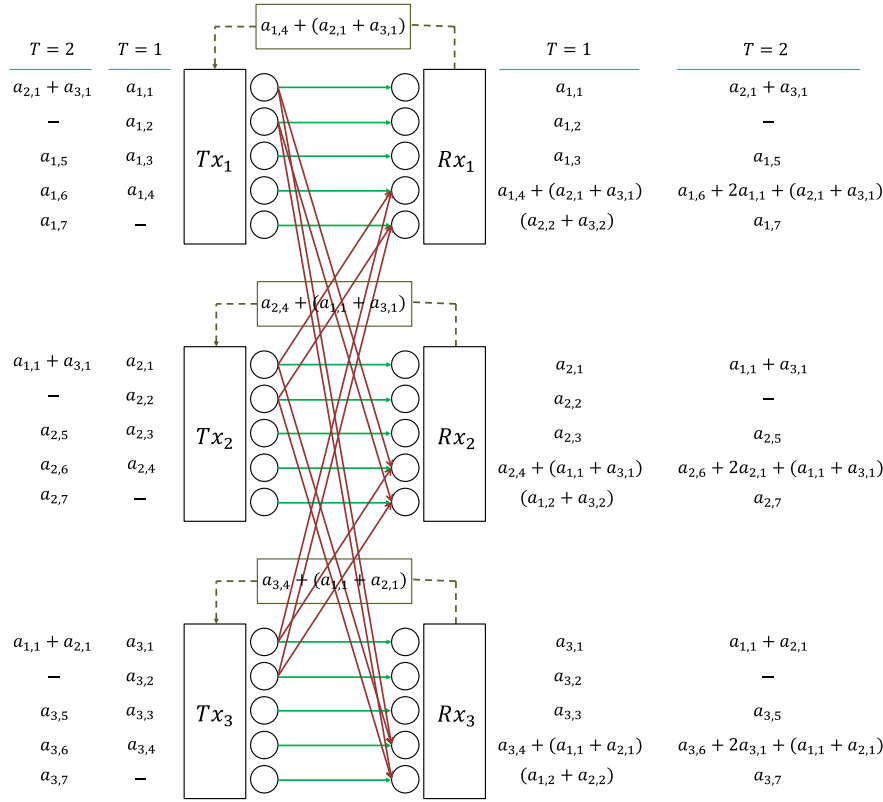 a_{1,4} + (a_{2,1} + a_{3,1})
T = 2 T = 1 T = 1 T = 2
a_{2,1} + a_{3,1} a_{1,1} a_{1,1} a_{2,1} + a_{3,1}
− a_{1,2} a_{1,2} −
a_{1,5} a_{1,3} Tx_1 Rx_1 a_{1,3} a_{1,5}
a_{1,6} a_{1,4} a_{1,4} + (a_{2,1} + a_{3,1}) a_{1,6} + 2a_{1,1} + (a_{2,1} + a_{3,1})
a_{1,7} − (a_{2,2} + a_{3,2}) a_{1,7}
a_{2,4} + (a_{1,1} + a_{3,1})
a_{1,1} + a_{3,1} a_{2,1} a_{2,1} a_{1,1} + a_{3,1}
− a_{2,2} a_{2,2} −
a_{2,5} a_{2,3} Tx_2 Rx_2 a_{2,3} a_{2,5}
a_{2,6} a_{2,4} a_{2,4} + (a_{1,1} + a_{3,1}) a_{2,6} + 2a_{2,1} + (a_{1,1} + a_{3,1})
a_{2,7} − (a_{1,2} + a_{3,2}) a_{2,7}
a_{3,4} + (a_{1,1} + a_{2,1})
a_{1,1} + a_{2,1} a_{3,1} a_{3,1} a_{1,1} + a_{2,1}
− a_{3,2} a_{3,2} −
a_{3,5} a_{3,3} Tx_3 Rx_3 a_{3,3} a_{3,5}
a_{3,6} a_{3,4} a_{3,4} + (a_{1,1} + a_{2,1}) a_{3,6} + 2a_{3,1} + (a_{1,1} + a_{2,1})
a_{3,7} − (a_{1,2} + a_{2,2}) a_{3,7}